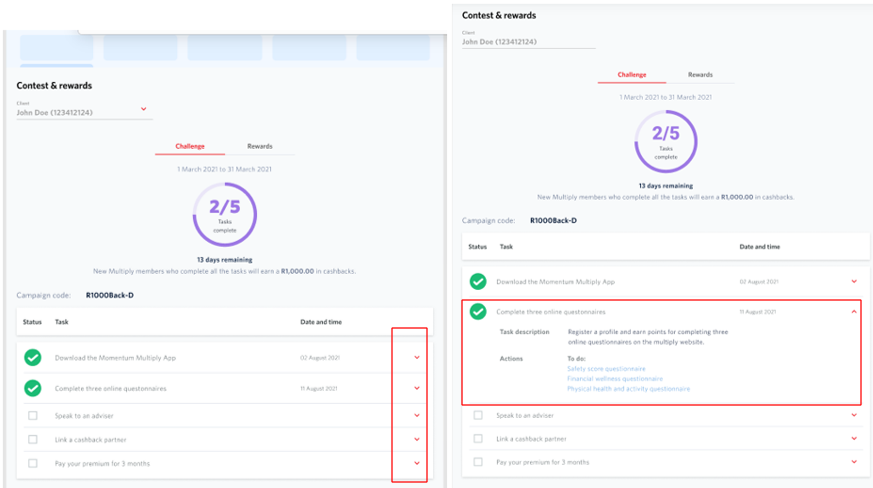 Contest & rewards
Client
John Doe (123412124)
Challenge Rewards
1 March 2021 to 31 March 2021
2/5
Tasks
complete
13 days remaining
New Multiply members who complete all the tasks will earn a R1,000.00 in cashbacks.
Campaign code: R1000Back-D
Status Task Date and time
Download the Momentum Multiply App 02 August 2021
Complete three online questonnaires 11 August 2021
Speak to an adviser
Link a cashback partner
Pay your premium for 3 months
Contest & rewards
Client
John Doe (123412124)
Challenge Rewards
1 March 2021 to 31 March 2021
2/5
Tasks
complete
13 days remaining
New Multiply members who complete all the tasks will earn a R1,000.00 in cashbacks.
Campaign code: R1000Back-D
Status Task Date and time
Download the Momentum Multiply App 02 August 2021
Complete three online questonnaires 11 August 2021
Task description Register a profile and earn points for completing three
online questonnaires on the multiply website.
Actions To do:
Safety score questionnaire
Financial wellness questionnaire
Physical health and activity questionnaire
Speak to an adviser
Link a cashback partner
Pay your premium for 3 months